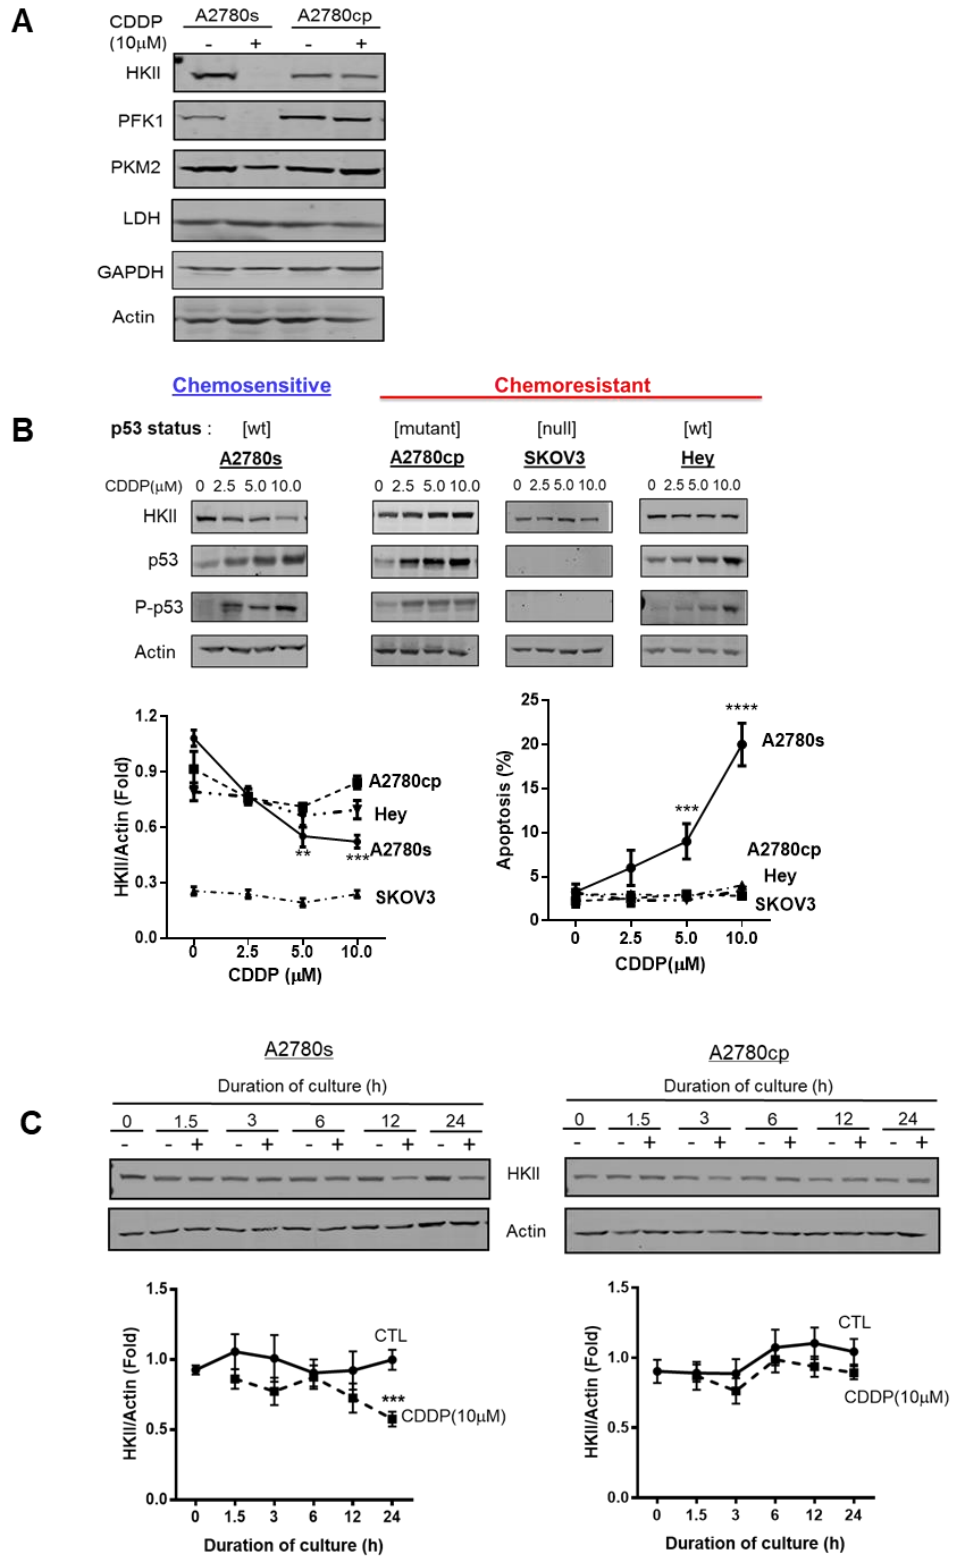 A
CDDP
(10µM)
A2780s A2780cp
- + - +
HKII
PFK1
PKM2
LDH
GAPDH
Actin
Chemosensitive Chemoresistant
B
p53 status : [wt] [mutant] [null] [wt]
A2780s A2780cp SKOV3 Hey
CDDP(µM) 0 2.5 5.0 10.0 0 2.5 5.0 10.0 0 2.5 5.0 10.0 0 2.5 5.0 10.0
HKII
p53
P-p53
Actin
HKII/Actin (Fold)
1.2
0.9
0.6
0.3
0.0
A2780cp
Hey
A2780s
SKOV3
** ***
0 2.5 5.0 10.0
CDDP (µM)
Apoptosis (%)
25
20
15
10
5
0
****
A2780s
***
A2780cp
Hey
SKOV3
0 2.5 5.0 10.0
CDDP(µM)
C
A2780s
Duration of culture (h)
0 1.5 3 6 12 24
- - + - + - + - + - +
A2780cp
Duration of culture (h)
0 1.5 3 6 12 24
- - + - + - + - + - +
HKII
Actin
HKII/Actin (Fold)
1.5
1.0
0.5
0.0
CTL
***
CDDP(10µM)
0 1.5 3 6 12 24
Duration of culture (h)
HKII/Actin (Fold)
1.5
1.0
0.5
0.0
CTL
CDDP(10µM)
0 1.5 3 6 12 24
Duration of culture (h)